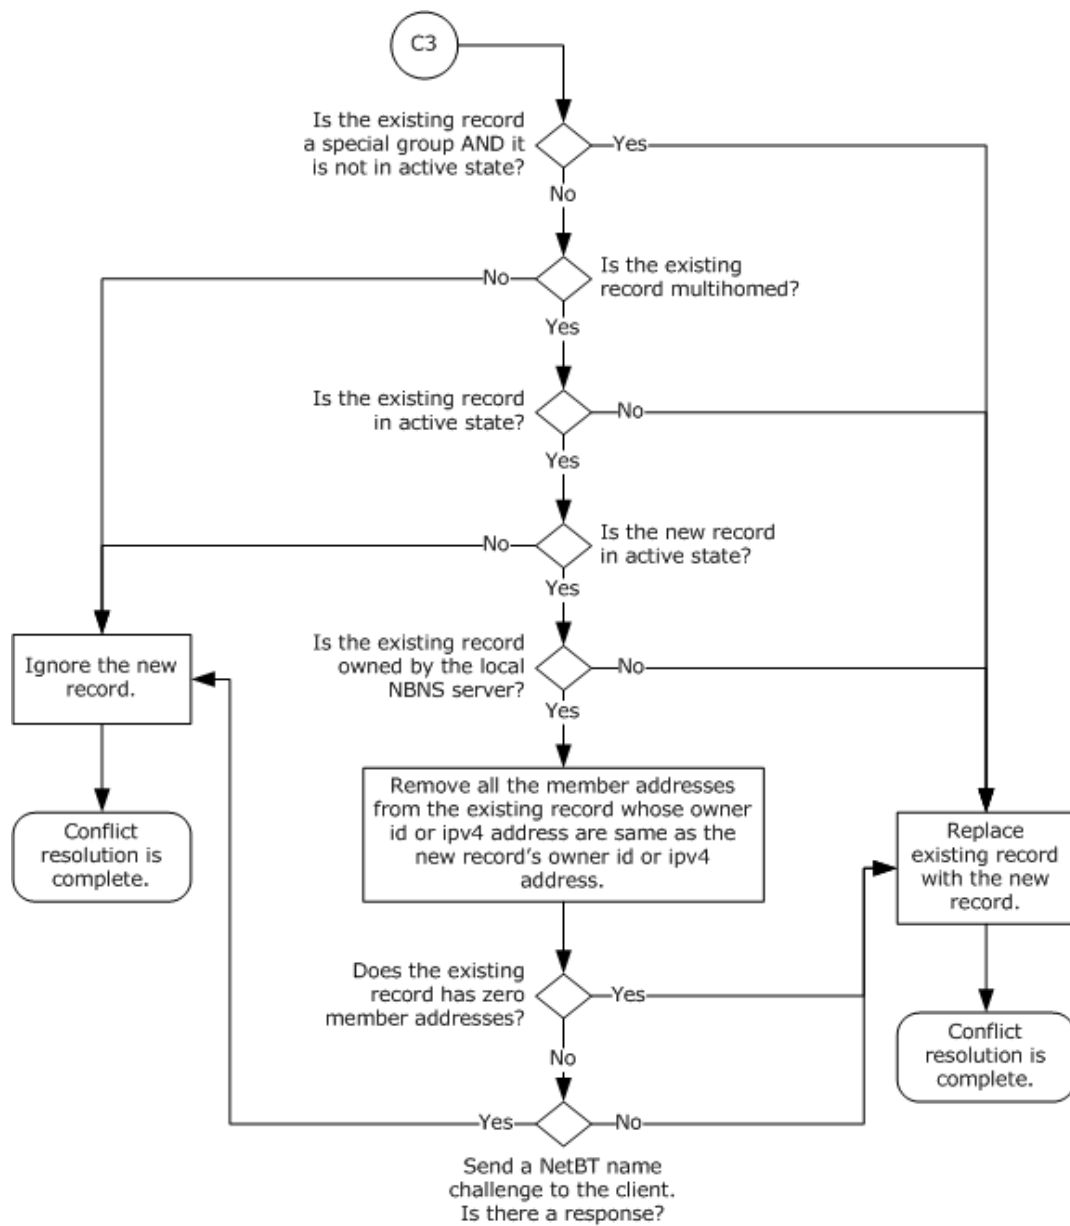 C3
Is the existing record
a special group AND it
is not in active state?
Yes
No
No
Is the existing
record multihomed?
Yes
Is the existing record
in active state?
No
Yes
No
Is the new record
in active state?
Yes
Is the existing record
owned by the local
NBNS server?
No
Yes
Ignore the new
record.
Remove all the member addresses
from the existing record whose owner
id or ipv4 address are same as the
new record's owner id or ipv4
address.
Conflict
resolution is
complete.
Replace
existing record
with the new
record.
Does the existing
record has zero
member addresses?
Yes
No
Conflict
resolution is
complete.
Yes
No
Send a NetBT name
challenge to the client.
Is there a response?